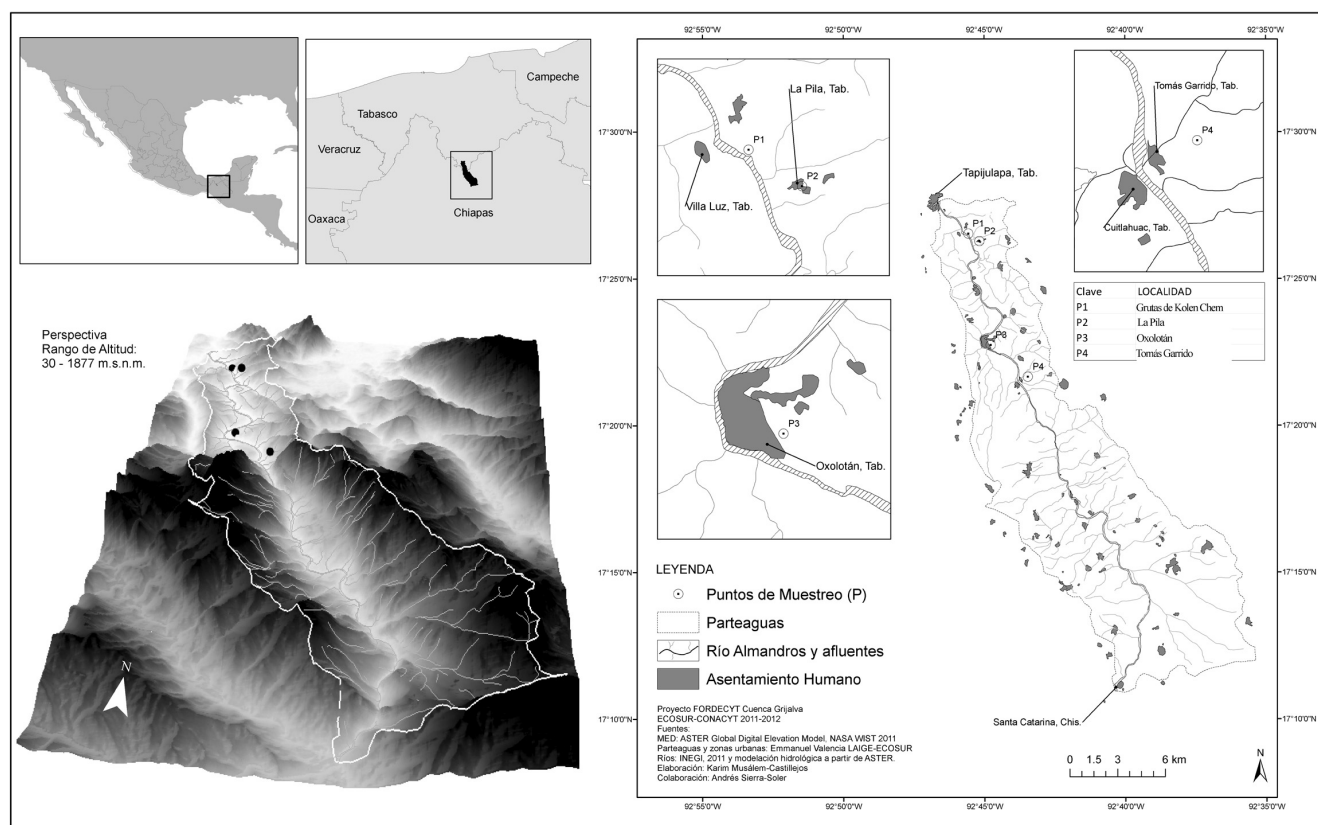 Campeche
Tabasco
Veracruz
Oaxaca
Chiapas
Perspectiva
Rango de Altitud:
30 - 1877 m.s.n.m.
N
92°55'0"W
92°50'0"W
92°45'0"W
92°40'0"W
92°35'0"W
17°30'0"N
17°25'0"N
17°20'0"N
17°15'0"N
17°10'0"N
La Pila, Tab.
P1
P2
Villa Luz, Tab.
P3
Oxolotán, Tab.
LEYENDA
Puntos de Muestreo (P)
Parteaguas
Río Almandros y afluentes
Asentamiento Humano
Proyecto FORDECYT Cuenca Grijalva
ECOSUR-CONACYT 2011-2012
Fuentes:
MED: ASTER Global Digital Elevation Model, NASA WIST 2011
Parteaguas y zonas urbanas: Emmanuel Valencia LAIGE-ECOSUR
Ríos: INEGI, 2011 y modelación hidrológica a partir de ASTER.
Elaboración: Karim Musálem-Castillejos
Colaboración: Andrés Sierra-Soler
Tapijulapa, Tab.
P1
P2
P3
P4
Santa Catarina, Chis.
Tomás Garrido, Tab.
P4
Cuitlahuac, Tab.
Clave LOCALIDAD
P1 Grutas de Kolen Chem
P2 La Pila
P3 Oxolotán
P4 Tomás Garrido
0 1.5 3 6 km
N
17°30'0"N
17°25'0"N
17°20'0"N
17°15'0"N
17°10'0"N
92°55'0"W
92°50'0"W
92°45'0"W
92°40'0"W
92°35'0"W